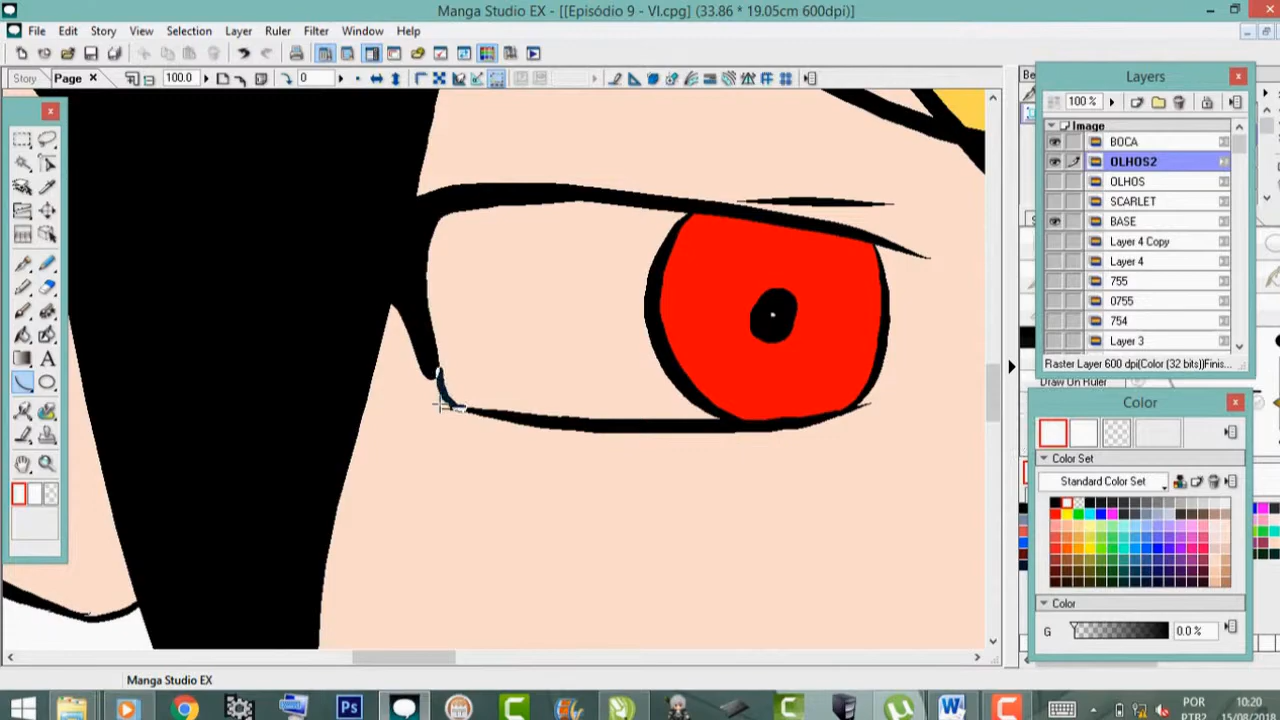 Manga Studio EX - [[Episódio 9 - VI.cpg] (33.86 * 19.05cm 600dpi)]
File Edit Story View Selection Layer Ruler Filter Window Help
Story Page 100.0 0
Layers
100 %
Image
BOCA
OLHOS2
OLHOS
SCARLET
BASE
Layer 4 Copy
Layer 4
755
0755
754
Layer 3
Raster Layer 600 dpi(Color (32 bits))Finis...
Draw On Ruler
Color
Color Set
Standard Color Set
Color
G 0.0 %
Manga Studio EX
Ps
POR 10:20
PTB2